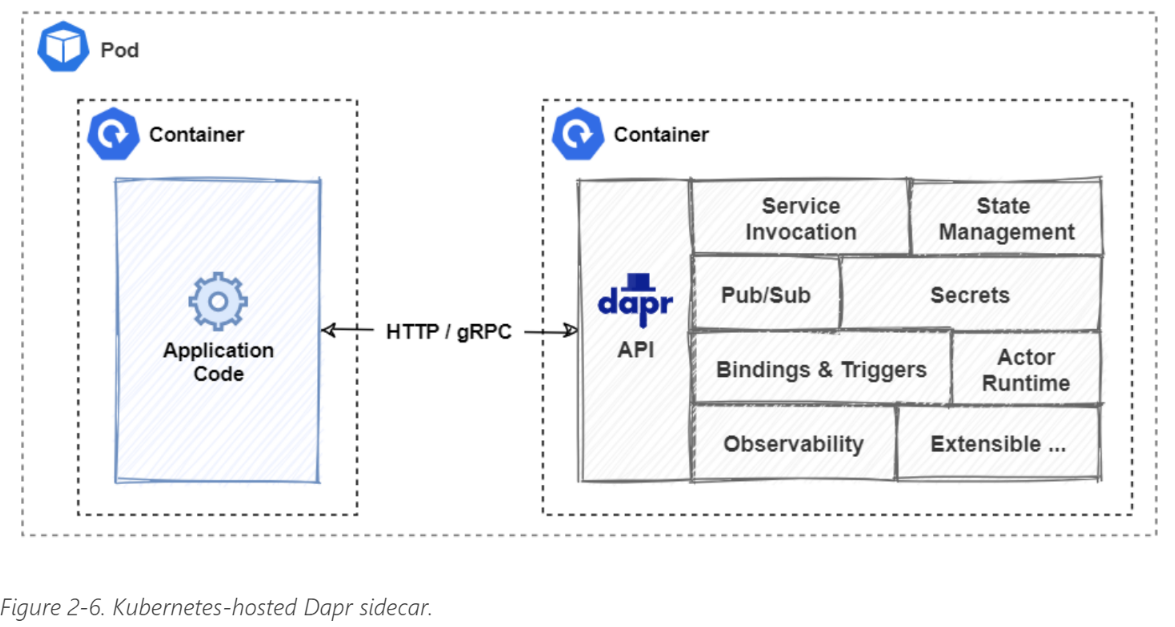 Pod
Container
Application
Code
HTTP / gRPC
Container
dapr
API
Service
Invocation
State
Management
Pub/Sub
Secrets
Bindings & Triggers
Actor
Runtime
Observability
Extensible ...
Figure 2-6. Kubernetes-hosted Dapr sidecar.